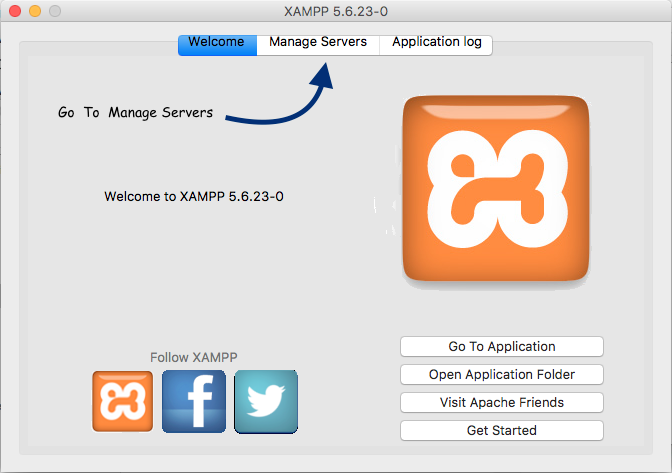 XAMPP 5.6.23-0
Welcome Manage Servers Application log
Go To Manage Servers
Welcome to XAMPP 5.6.23-0
Follow XAMPP
f
Go To Application
Open Application Folder
Visit Apache Friends
Get Started